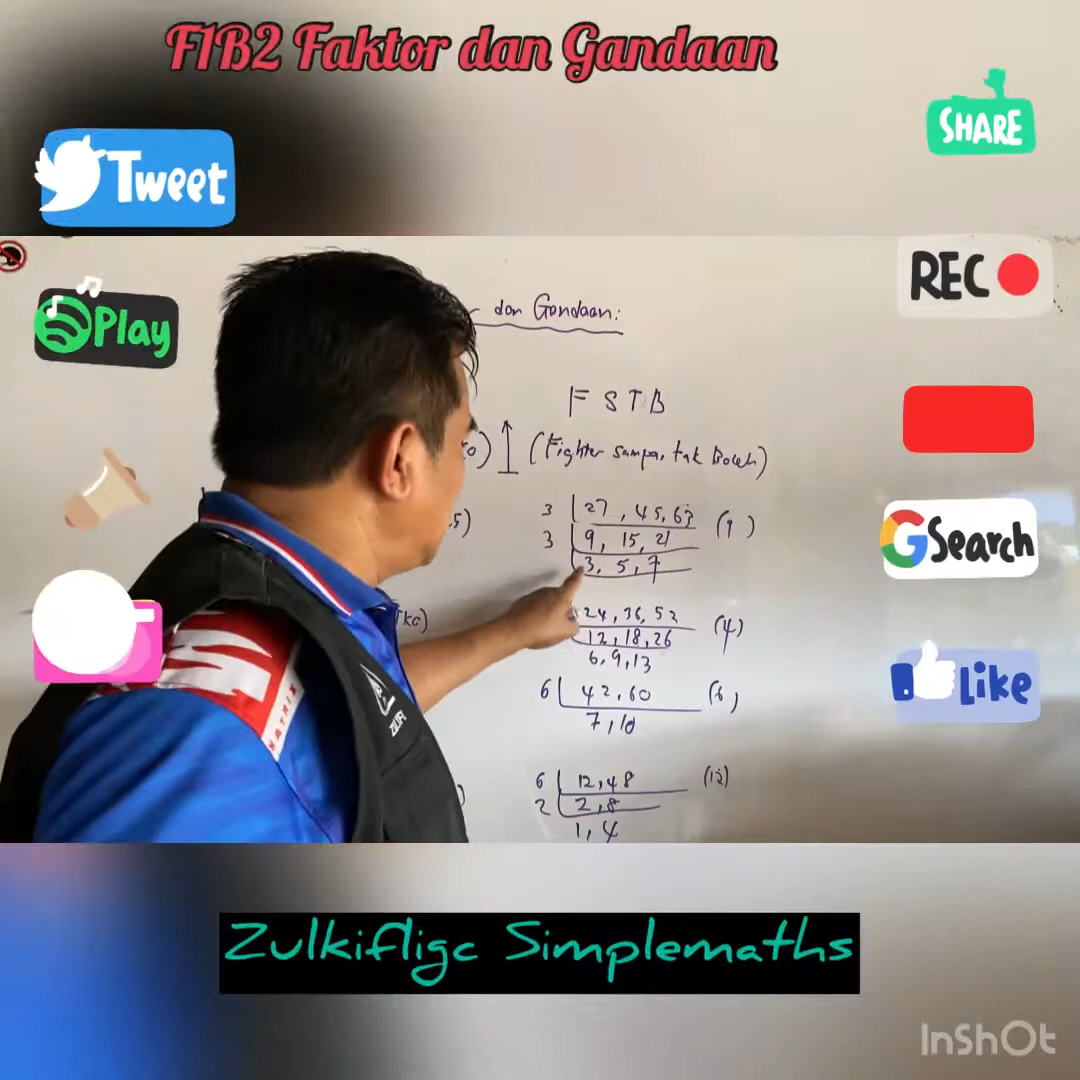 F1B2 Faktor dan Gandaan
SHARE
Tweet
REC
Play
dan Gandaan:
F S T B
(Fighter sampai tak Boleh)
3 27, 45, 63 (9)
3 9, 15, 21
3, 5, 7
Search
24, 36, 52 (4)
12, 18, 26
6, 9, 13
6 42, 60 (6)
7, 10
Like
6 12, 48 (12)
2 2, 8
1, 4
MATRIX
ZULFI
Zulkifligc Simplemaths
InShOt